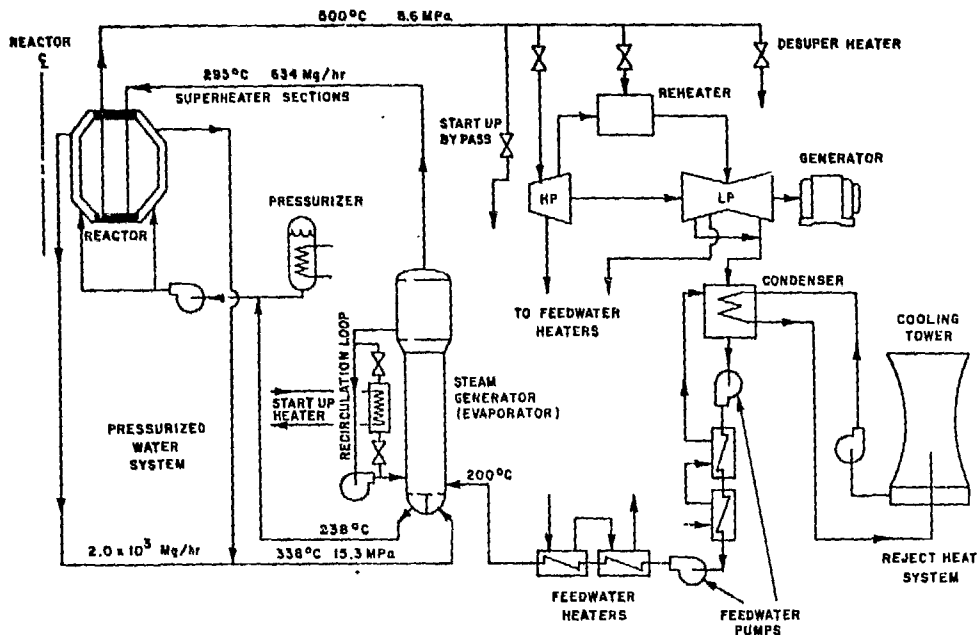 500°C 8.6 MPa
REACTOR
℄
DESUPER HEATER
295°C 634 Mg/hr
SUPERHEATER SECTIONS
REHEATER
START UP
BY PASS
GENERATOR
HP
LP
PRESSURIZER
REACTOR
CONDENSER
TO FEEDWATER
HEATERS
COOLING
TOWER
RECIRCULATION LOOP
STEAM
GENERATOR
(EVAPORATOR)
START UP
HEATER
PRESSURIZED
WATER
SYSTEM
200°C
238°C
2.0 x 10³ Mg/hr
338°C 15.3 MPa
REJECT HEAT
SYSTEM
FEEDWATER
HEATERS
FEEDWATER
PUMPS